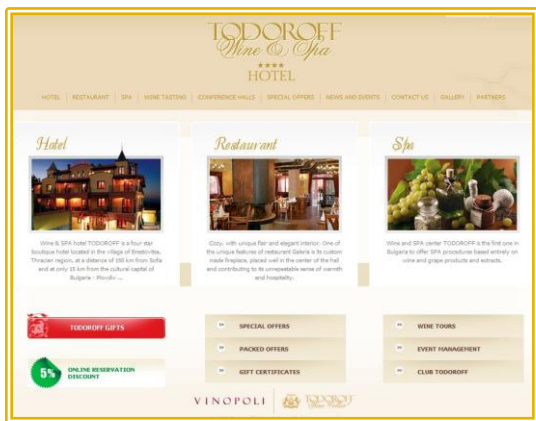 TODOROFF
Wine & Spa
HOTEL
HOTEL | RESTAURANT | SPA | WINE TASTING | CONFERENCE HALLS | SPECIAL OFFERS | NEWS AND EVENTS | CONTACT US | GALLERY | PARTNERS
Hotel
Wine & SPA hotel TODOROFF is a four star
boutique hotel located in the village of Brestovitsa.
Thracian region, at a distance of 150 km from Sofia
and at only 15 km from the cultural capital of
Bulgaria - Plovdiv ...
Restaurant
Cozy, with unique flair and elegant interior. One of
the unique features of restaurant Galeria is its custom
made fireplace, placed well in the center of the hall
and contributing to its unrepeatable sense of warmth
and hospitality.
Spa
Wine and SPA center TODOROFF is the first one in
Bulgaria to offer SPA procedures based entirely on
wine and grape products and extracts.
TODOROFF GIFTS
5% ONLINE RESERVATION
DISCOUNT
SPECIAL OFFERS
PACKED OFFERS
GIFT CERTIFICATES
WINE TOURS
EVENT MANAGEMENT
CLUB TODOROFF
VINOPOLI
TODOROFF
Wine Cellar